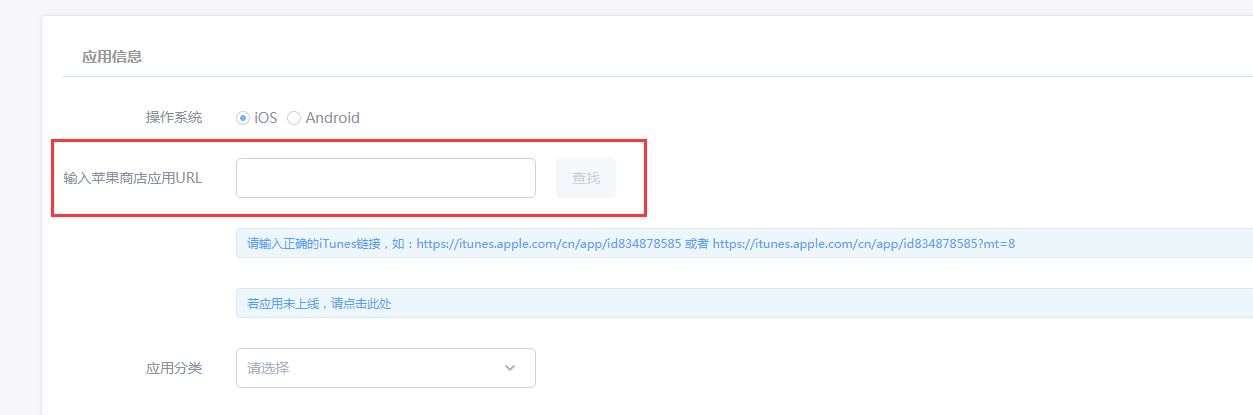 应用信息
操作系统 iOS Android
输入苹果商店应用URL 查找
请输入正确的iTunes链接，如：https://itunes.apple.com/cn/app/id834878585 或者 https://itunes.apple.com/cn/app/id834878585?mt=8
若应用未上线，请点击此处
应用分类 请选择